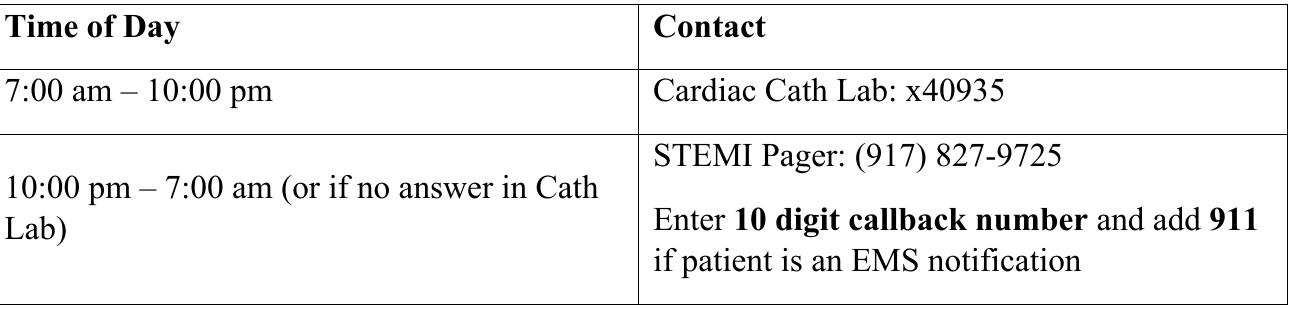 Time of Day
Contact
7:00 am – 10:00 pm
Cardiac Cath Lab: x40935
10:00 pm – 7:00 am (or if no answer in Cath
Lab)
STEMI Pager: (917) 827-9725
Enter 10 digit callback number and add 911
if patient is an EMS notification